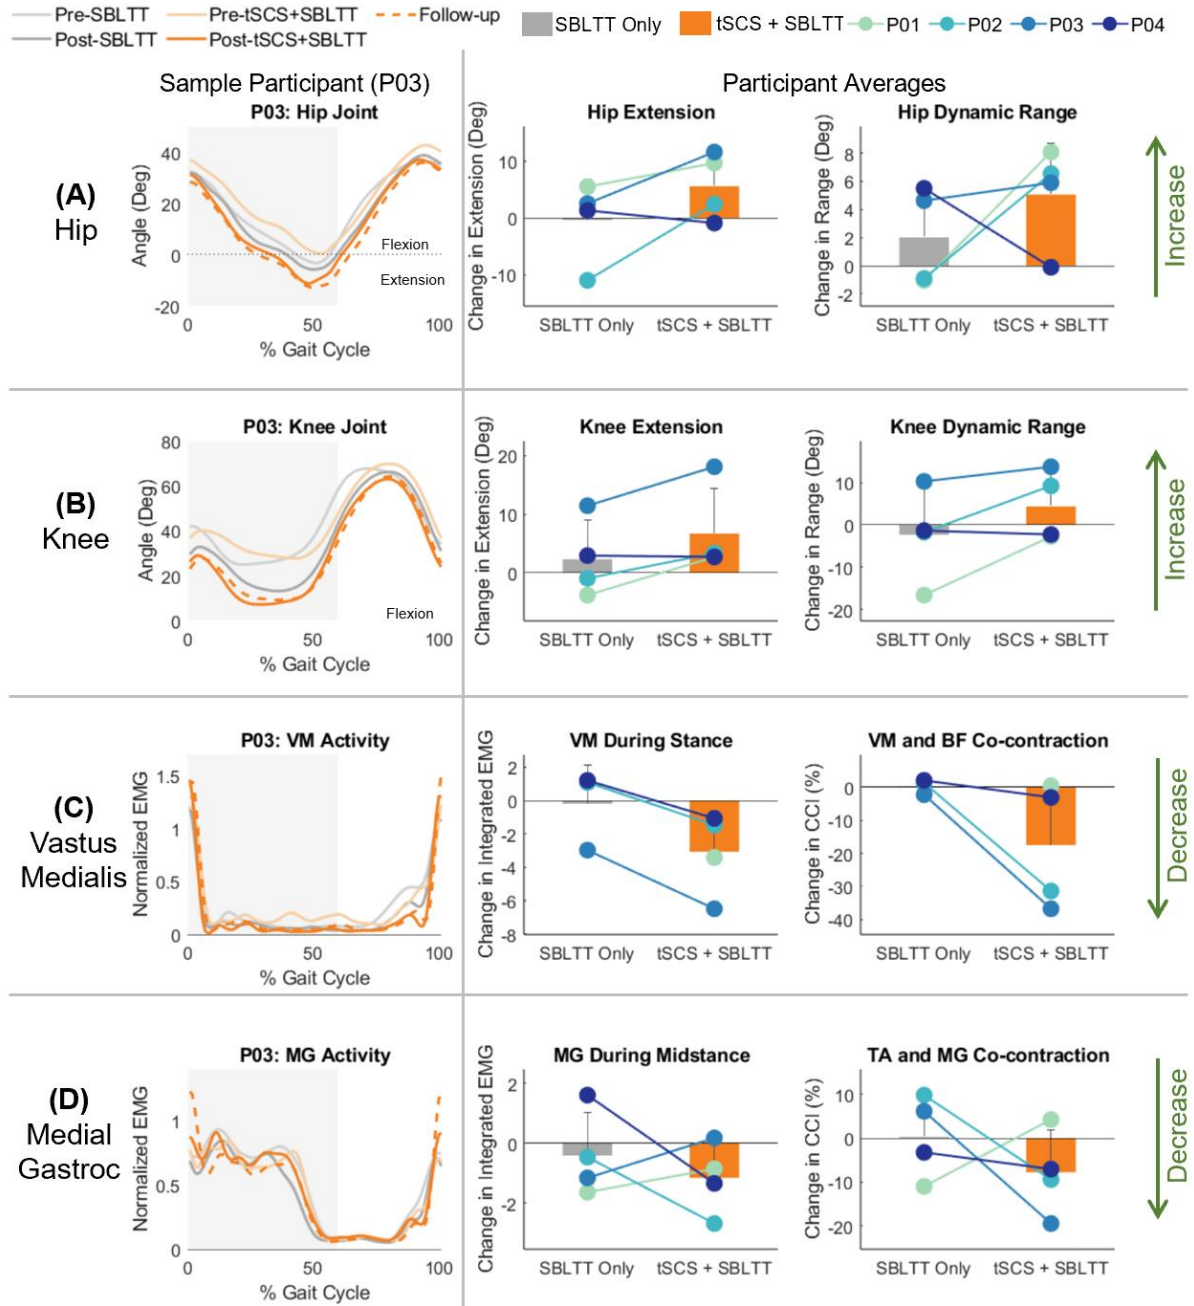 Pre-SBLTT
Pre-tSCS+SBLTT
Follow-up
Post-SBLTT
Post-tSCS+SBLTT
SBLTT Only
tSCS + SBLTT
P01
P02
P03
P04
Sample Participant (P03)
Participant Averages
(A)
Hip
P03: Hip Joint
Angle (Deg)
40
20
0
-20
Flexion
Extension
0
50
100
% Gait Cycle
Hip Extension
Change in Extension (Deg)
10
0
-10
SBLTT Only
tSCS + SBLTT
Hip Dynamic Range
Change in Range (Deg)
8
6
4
2
0
-2
SBLTT Only
tSCS + SBLTT
Increase
(B)
Knee
P03: Knee Joint
Angle (Deg)
80
60
40
20
0
Flexion
0
50
100
% Gait Cycle
Knee Extension
Change in Extension (Deg)
20
10
0
SBLTT Only
tSCS + SBLTT
Knee Dynamic Range
Change in Range (Deg)
10
0
-10
-20
SBLTT Only
tSCS + SBLTT
Increase
(C)
Vastus
Medialis
P03: VM Activity
Normalized EMG
1.5
1
0.5
0
0
50
100
% Gait Cycle
VM During Stance
Change in Integrated EMG
2
0
-2
-4
-6
-8
SBLTT Only
tSCS + SBLTT
VM and BF Co-contraction
Change in CCI (%)
0
-10
-20
-30
-40
SBLTT Only
tSCS + SBLTT
Decrease
(D)
Medial
Gastroc
P03: MG Activity
Normalized EMG
1
0.5
0
0
50
100
% Gait Cycle
MG During Midstance
Change in Integrated EMG
2
0
-2
SBLTT Only
tSCS + SBLTT
TA and MG Co-contraction
Change in CCI (%)
10
0
-10
-20
SBLTT Only
tSCS + SBLTT
Decrease